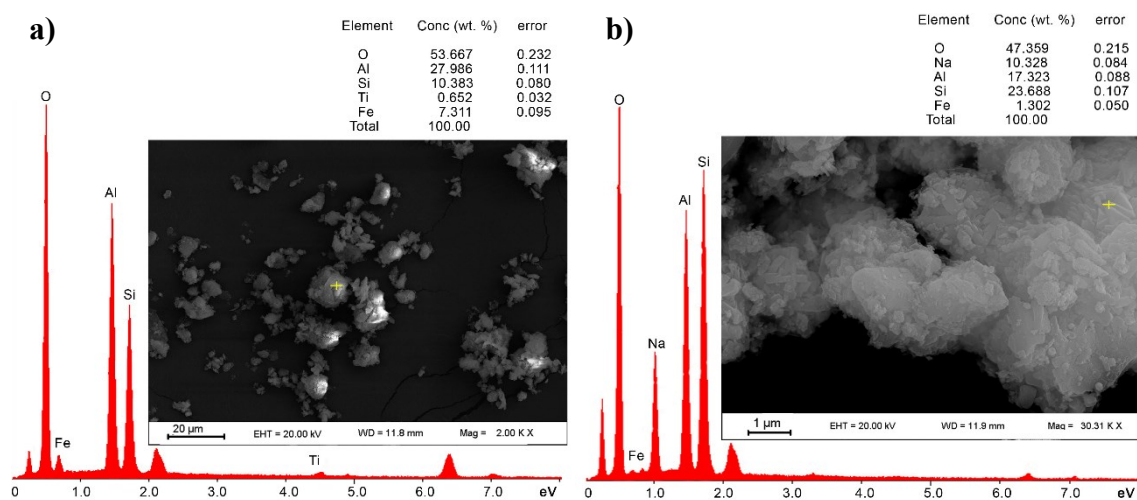 a)
Element Conc (wt. %) error
O 53.667 0.232
Al 27.986 0.111
Si 10.383 0.080
Ti 0.652 0.032
Fe 7.311 0.095
Total 100.00
O
Al
Si
Fe
Ti
20 µm EHT = 20.00 kV WD = 11.8 mm Mag = 2.00 K X
0.0 1.0 2.0 3.0 4.0 5.0 6.0 7.0 eV
b)
Element Conc (wt. %) error
O 47.359 0.215
Na 10.328 0.084
Al 17.323 0.088
Si 23.688 0.107
Fe 1.302 0.050
Total 100.00
O
Si
Al
Na
Fe
1 µm EHT = 20.00 kV WD = 11.9 mm Mag = 30.31 K X
0.0 1.0 2.0 3.0 4.0 5.0 6.0 7.0 eV